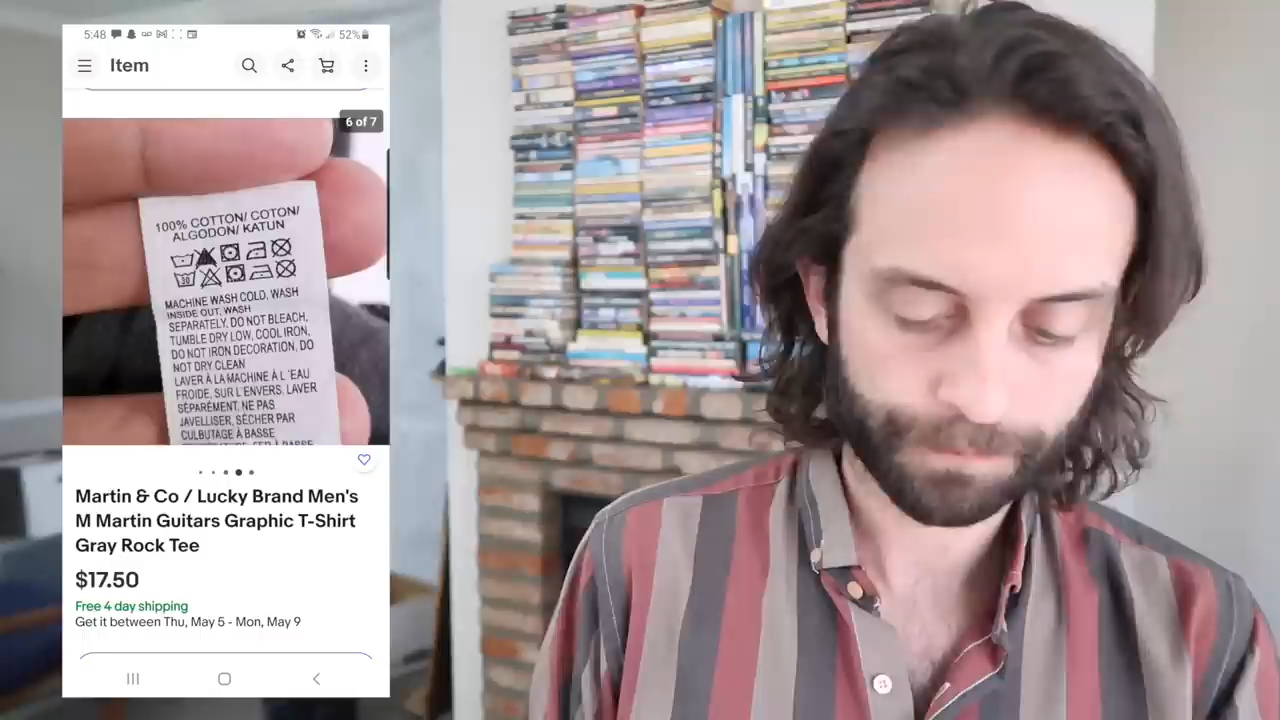 5:48
52%
Item
6 of 7
100% COTTON/ COTON/
ALGODON/ KATUN
30
MACHINE WASH COLD, WASH
INSIDE OUT, WASH
SEPARATELY. DO NOT BLEACH,
TUMBLE DRY LOW, COOL IRON,
DO NOT IRON DECORATION, DO
NOT DRY CLEAN
LAVER À LA MACHINE À L'EAU
FROIDE, SUR L'ENVERS, LAVER
SÉPARÉMENT, NE PAS
JAVELLISER, SÉCHER PAR
CULBUTAGE À BASSE
Martin & Co / Lucky Brand Men's
M Martin Guitars Graphic T-Shirt
Gray Rock Tee
$17.50
Free 4 day shipping
Get it between Thu, May 5 - Mon, May 9